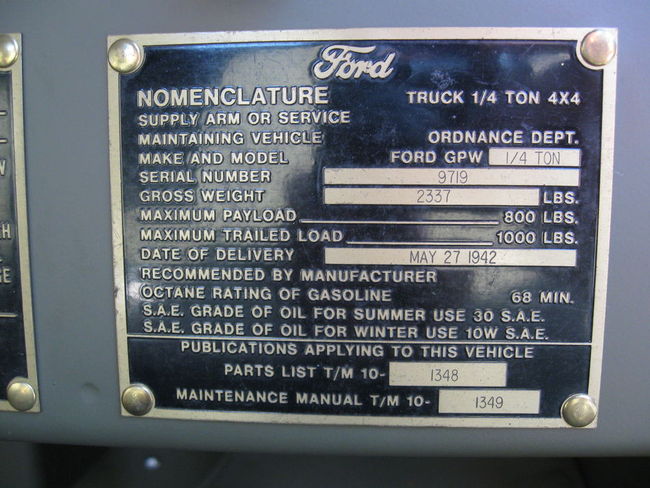 Ford
NOMENCLATURE TRUCK 1/4 TON 4X4
SUPPLY ARM OR SERVICE
MAINTAINING VEHICLE ORDNANCE DEPT.
MAKE AND MODEL FORD GPW 1/4 TON
SERIAL NUMBER 9719
GROSS WEIGHT 2337 LBS.
MAXIMUM PAYLOAD 800 LBS.
MAXIMUM TRAILED LOAD 1000 LBS.
DATE OF DELIVERY MAY 27 1942
RECOMMENDED BY MANUFACTURER
OCTANE RATING OF GASOLINE 68 MIN.
S.A.E. GRADE OF OIL FOR SUMMER USE 30 S.A.E.
S.A.E. GRADE OF OIL FOR WINTER USE 10W S.A.E.
PUBLICATIONS APPLYING TO THIS VEHICLE
PARTS LIST T/M 10- 1348
MAINTENANCE MANUAL T/M 10- 1349